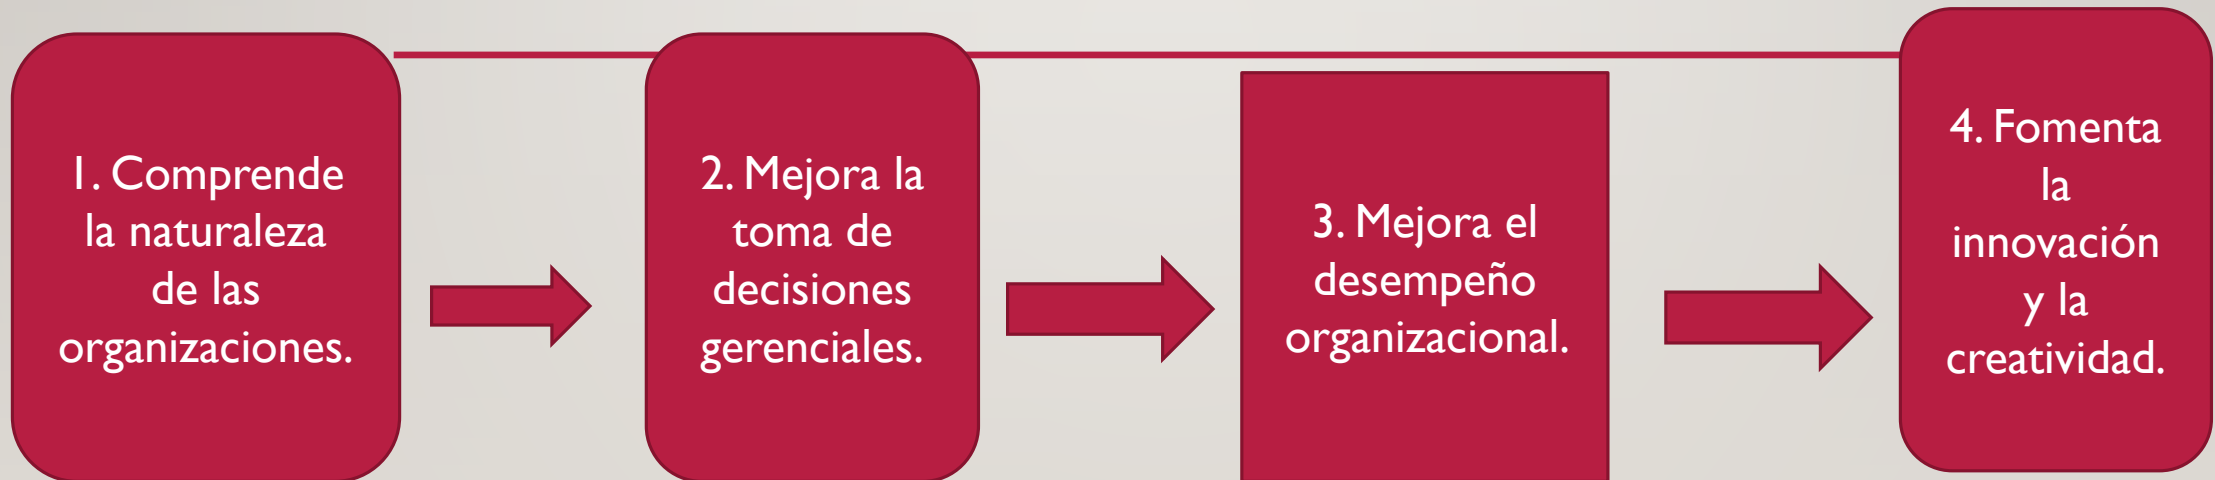 1. Comprende
la naturaleza
de las
organizaciones.
2. Mejora la
toma de
decisiones
gerenciales.
3. Mejora el
desempeño
organizacional.
4. Fomenta
la
innovación
y la
creatividad.